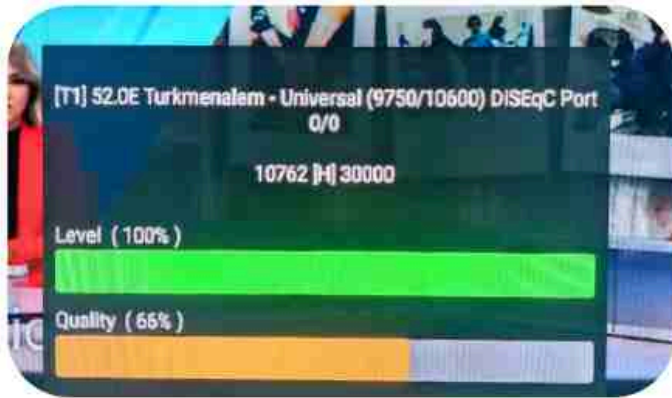 [T1] 52.0E Turkmenalem - Universal (9750/10600) DiSEqC Port
0/0
10762 [H] 30000
Level ( 100% )
Quality ( 66% )